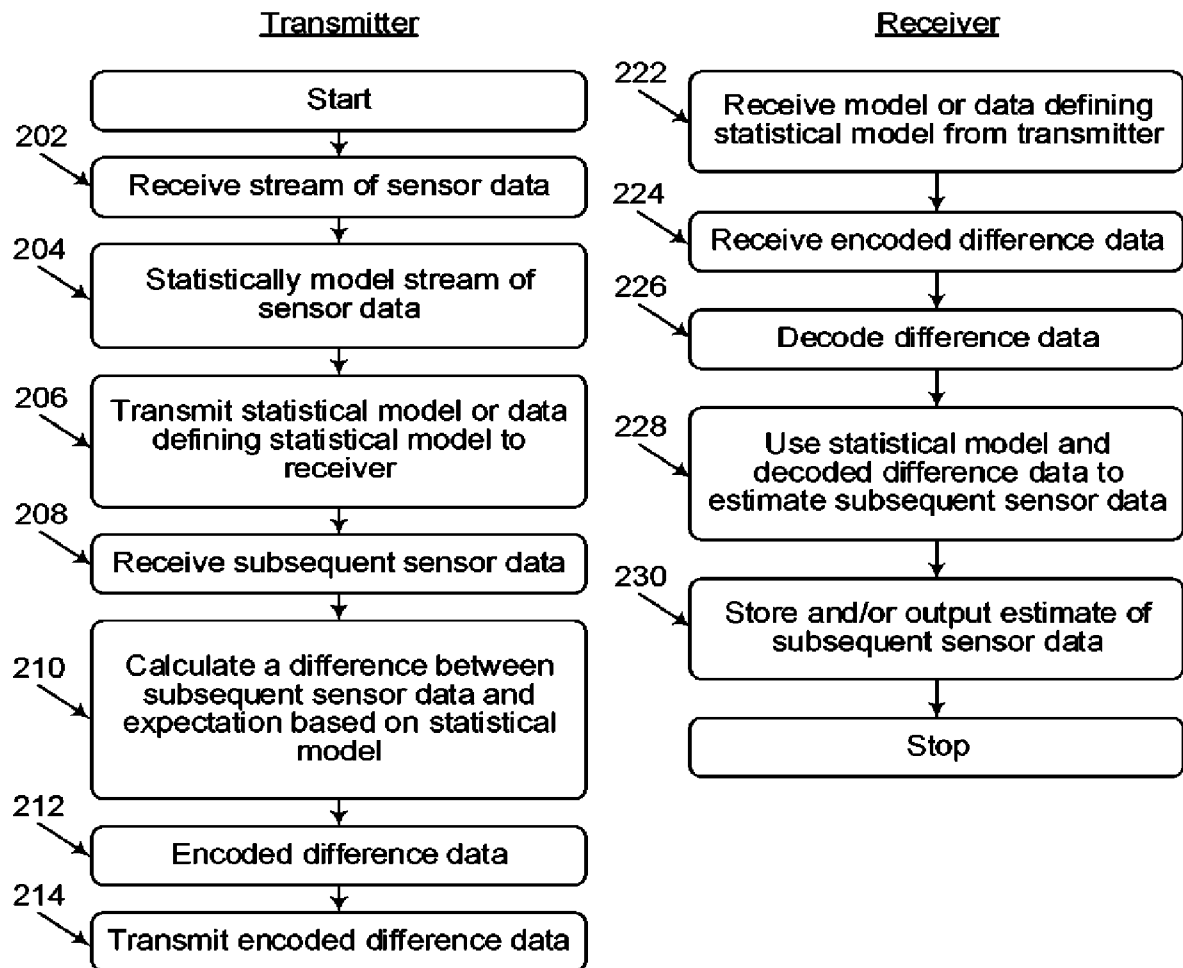 Transmitter
Start
202
Receive stream of sensor data
204
Statistically model stream of
sensor data
206
Transmit statistical model or data
defining statistical model to
receiver
208
Receive subsequent sensor data
210
Calculate a difference between
subsequent sensor data and
expectation based on statistical
model
212
Encoded difference data
214
Transmit encoded difference data
Receiver
222
Receive model or data defining
statistical model from transmitter
224
Receive encoded difference data
226
Decode difference data
228
Use statistical model and
decoded difference data to
estimate subsequent sensor data
230
Store and/or output estimate of
subsequent sensor data
Stop